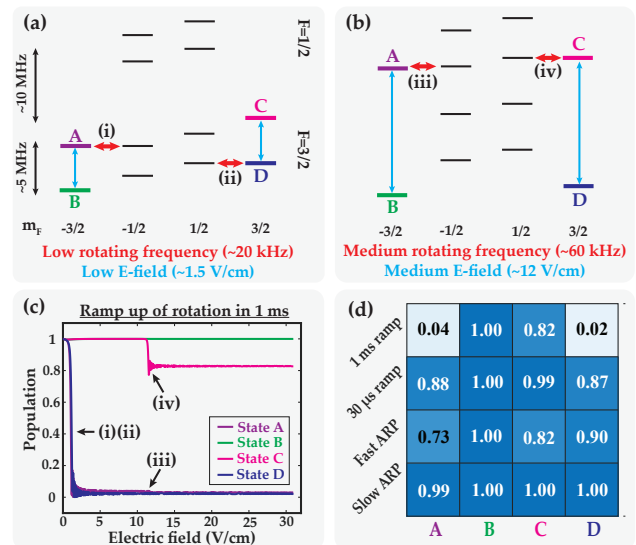 (a)
F=1/2
~10 MHz
(i)
A
C
F=3/2
~5 MHz
B
(ii)
D
m_F -3/2 -1/2 1/2 3/2
Low rotating frequency (~20 kHz)
Low E-field (~1.5 V/cm)
(b)
A
C
(iii)
(iv)
B
D
-3/2 -1/2 1/2 3/2
Medium rotating frequency (~60 kHz)
Medium E-field (~12 V/cm)
(c)
Ramp up of rotation in 1 ms
1
0.8
0.6
0.4
0.2
0
Population
(iv)
(i)(ii)
(iii)
State A
State B
State C
State D
0 5 10 15 20 25 30
Electric field (V/cm)
(d)
1 ms ramp 0.04 1.00 0.82 0.02
30 µs ramp 0.88 1.00 0.99 0.87
Fast ARP 0.73 1.00 0.82 0.90
Slow ARP 0.99 1.00 1.00 1.00
A B C D